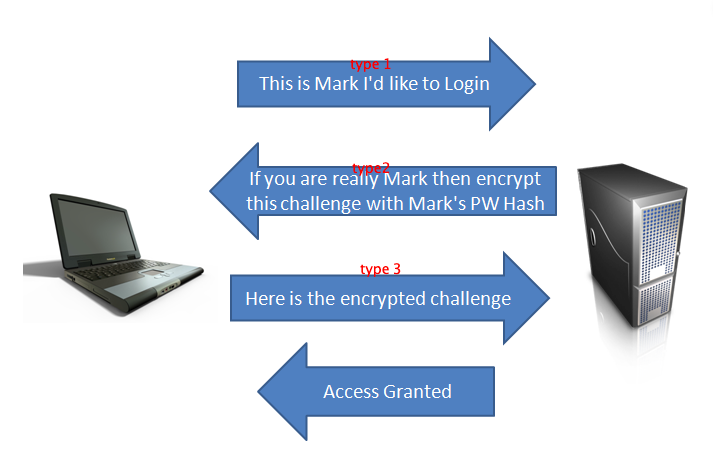 type 1
This is Mark I'd like to Login
type2
If you are really Mark then encrypt
this challenge with Mark's PW Hash
type 3
Here is the encrypted challenge
Access Granted